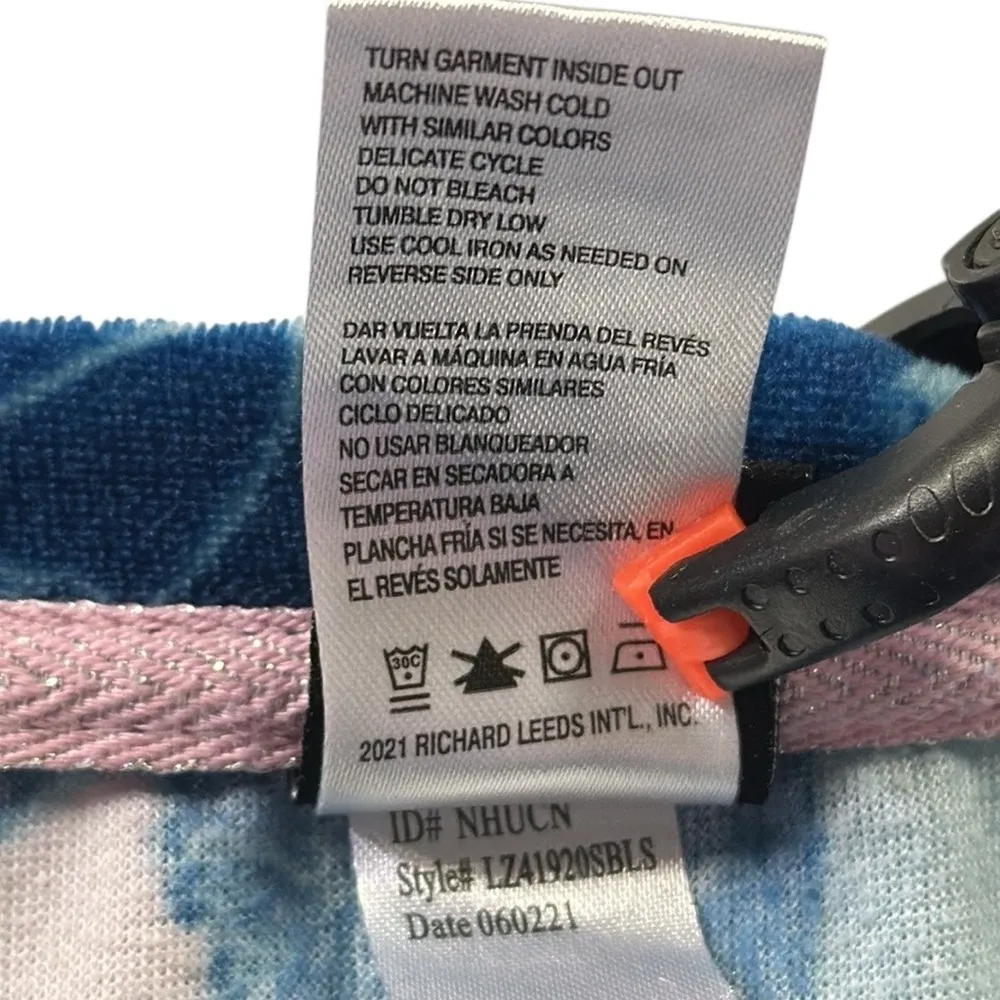 TURN GARMENT INSIDE OUT
MACHINE WASH COLD
WITH SIMILAR COLORS
DELICATE CYCLE
DO NOT BLEACH
TUMBLE DRY LOW
USE COOL IRON AS NEEDED ON
REVERSE SIDE ONLY
DAR VUELTA LA PRENDA DEL REVÉS
LAVAR A MÁQUINA EN AGUA FRÍA
CON COLORES SIMILARES
CICLO DELICADO
NO USAR BLANQUEADOR
SECAR EN SECADORA A
TEMPERATURA BAJA
PLANCHA FRÍA SI SE NECESITA, EN
EL REVÉS SOLAMENTE
30C
2021 RICHARD LEEDS INT'L., INC.
ID# NHUCN
Style# LZ41920SBLS
Date 060221